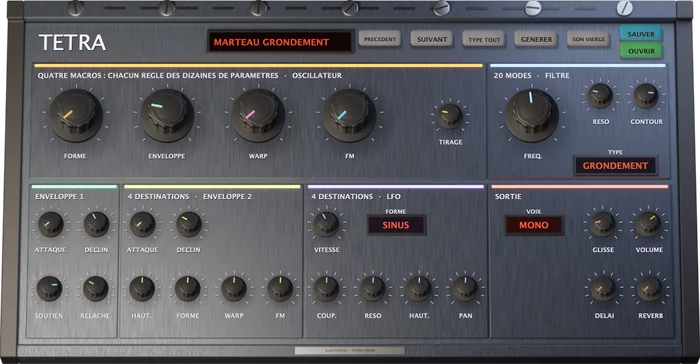 TETRA
MARTEAU GRONDEMENT
PRECEDENT
SUIVANT
TYPE TOUT
GENERER
SON VIERGE
SAUVER
OUVRIR
QUATRE MACROS : CHACUN REGLE DES DIZAINES DE PARAMETRES · OSCILLATEUR
FORME
ENVELOPPE
WARP
FM
TIRAGE
20 MODES · FILTRE
FREQ.
RESO
CONTOUR
TYPE
GRONDEMENT
ENVELOPPE 1
ATTAQUE
DECLIN
SOUTIEN
RELACHE
4 DESTINATIONS · ENVELOPPE 2
ATTAQUE
DECLIN
HAUT.
FORME
WARP
FM
4 DESTINATIONS · LFO
VITESSE
FORME
SINUS
COUP.
RESO
HAUT.
PAN
SORTIE
VOIX
MONO
GLISSE
VOLUME
DELAI
REVERB